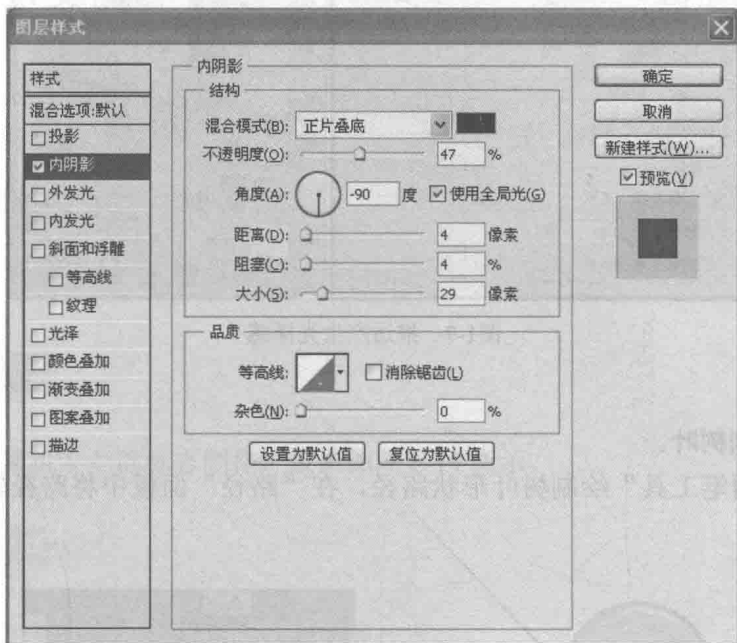 图层样式
样式
混合选项:默认
投影
内阴影
外发光
内发光
斜面和浮雕
等高线
纹理
光泽
颜色叠加
渐变叠加
图案叠加
描边
内阴影
结构
混合模式(B): 正片叠底
不透明度(O): 47 %
角度(A): -90 度 使用全局光(G)
距离(D): 4 像素
阻塞(C): 4 %
大小(S): 29 像素
品质
等高线: 消除锯齿(L)
杂色(N): 0 %
设置为默认值 复位为默认值
确定
取消
新建样式(W)...
预览(V)